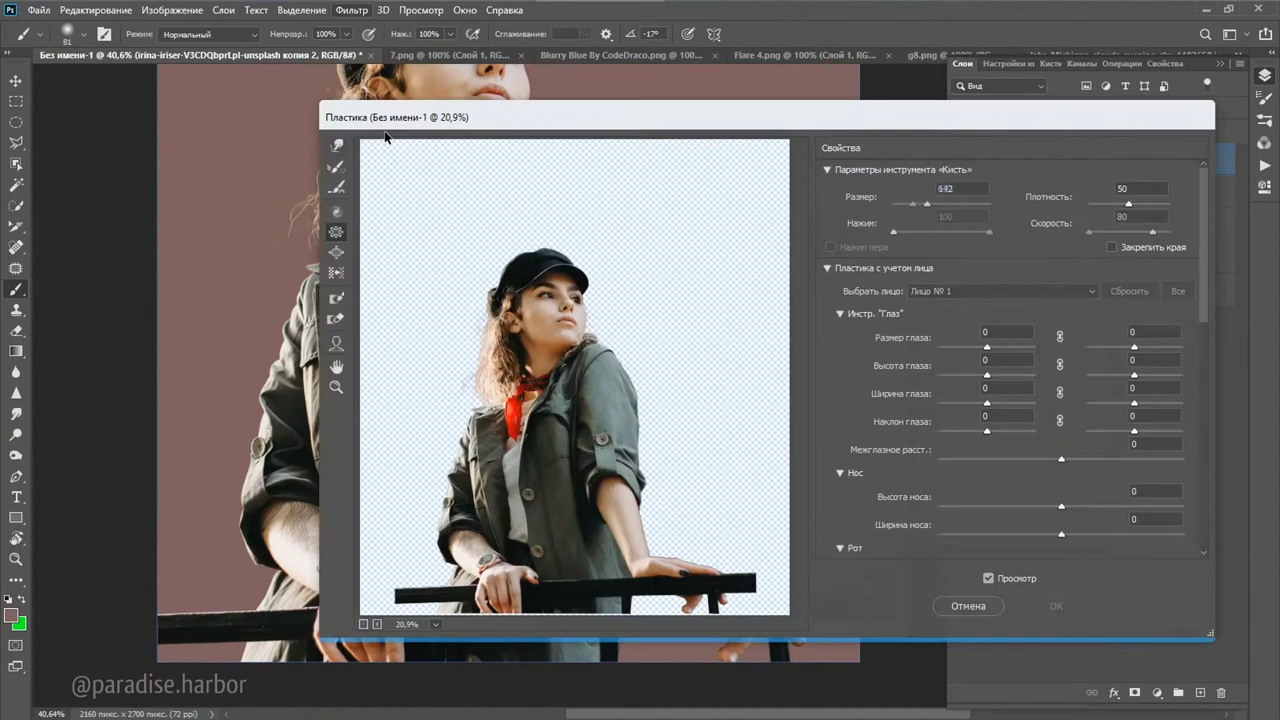 Файл Редактирование Изображение Слои Текст Выделение Фильтр 3D Просмотр Окно Справка
81 Режим: Нормальный Непрозр.: 100% Наж.: 100% Сглаживание: -17°
Без имени-1 @ 40,6% (irina-iriser-V3CDQbprLpI-unsplash копия 2, RGB/8#) * × 7.png @ 100% (Слой 1, RG... × Blurry Blue By CodeDraco.png @ 100%... × Flare 4.png @ 100% (Слой 1, RG... ×
Слои Настройки Кисти Каналы Операции Свойства
Вид
Пластика (Без имени-1 @ 20,9%)
Свойства
Параметры инструмента «Кисть»
Размер: 642 Плотность: 50
Нажим: 100 Скорость: 80
Нажим пера Закрепить края
Пластика с учетом лица
Выбрать лицо: Лицо № 1 Сбросить Все
Инстр. "Глаз"
Размер глаза: 0 0
Высота глаза: 0 0
Ширина глаза: 0 0
Наклон глаза: 0 0
Межглазное расст.: 0
Нос
Высота носа: 0
Ширина носа: 0
Рот
Просмотр
Отмена OK
20,9%
@paradise.harbor
40,64% 2160 пикс. x 2700 пикс. (72 ppi)